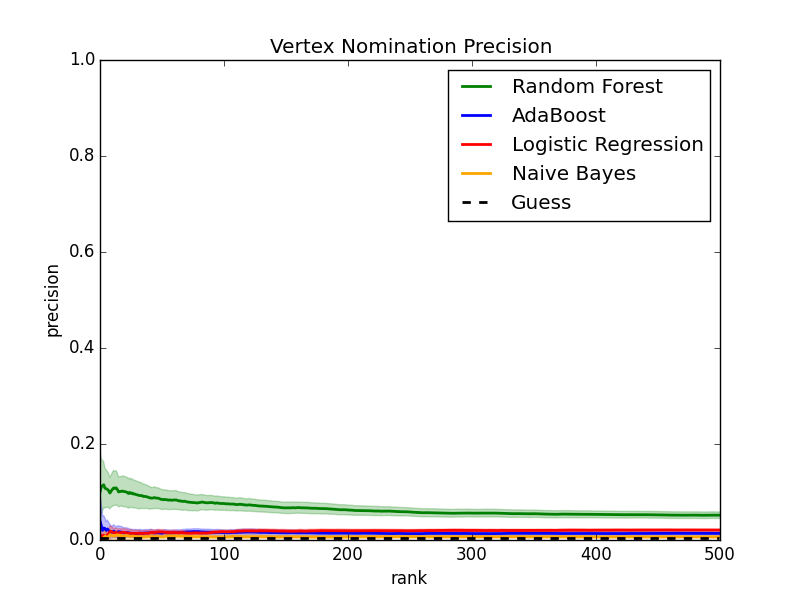 Vertex Nomination Precision
1.0
0.8
0.6
0.4
0.2
0.0
precision
Random Forest
AdaBoost
Logistic Regression
Naive Bayes
Guess
0 100 200 300 400 500
rank